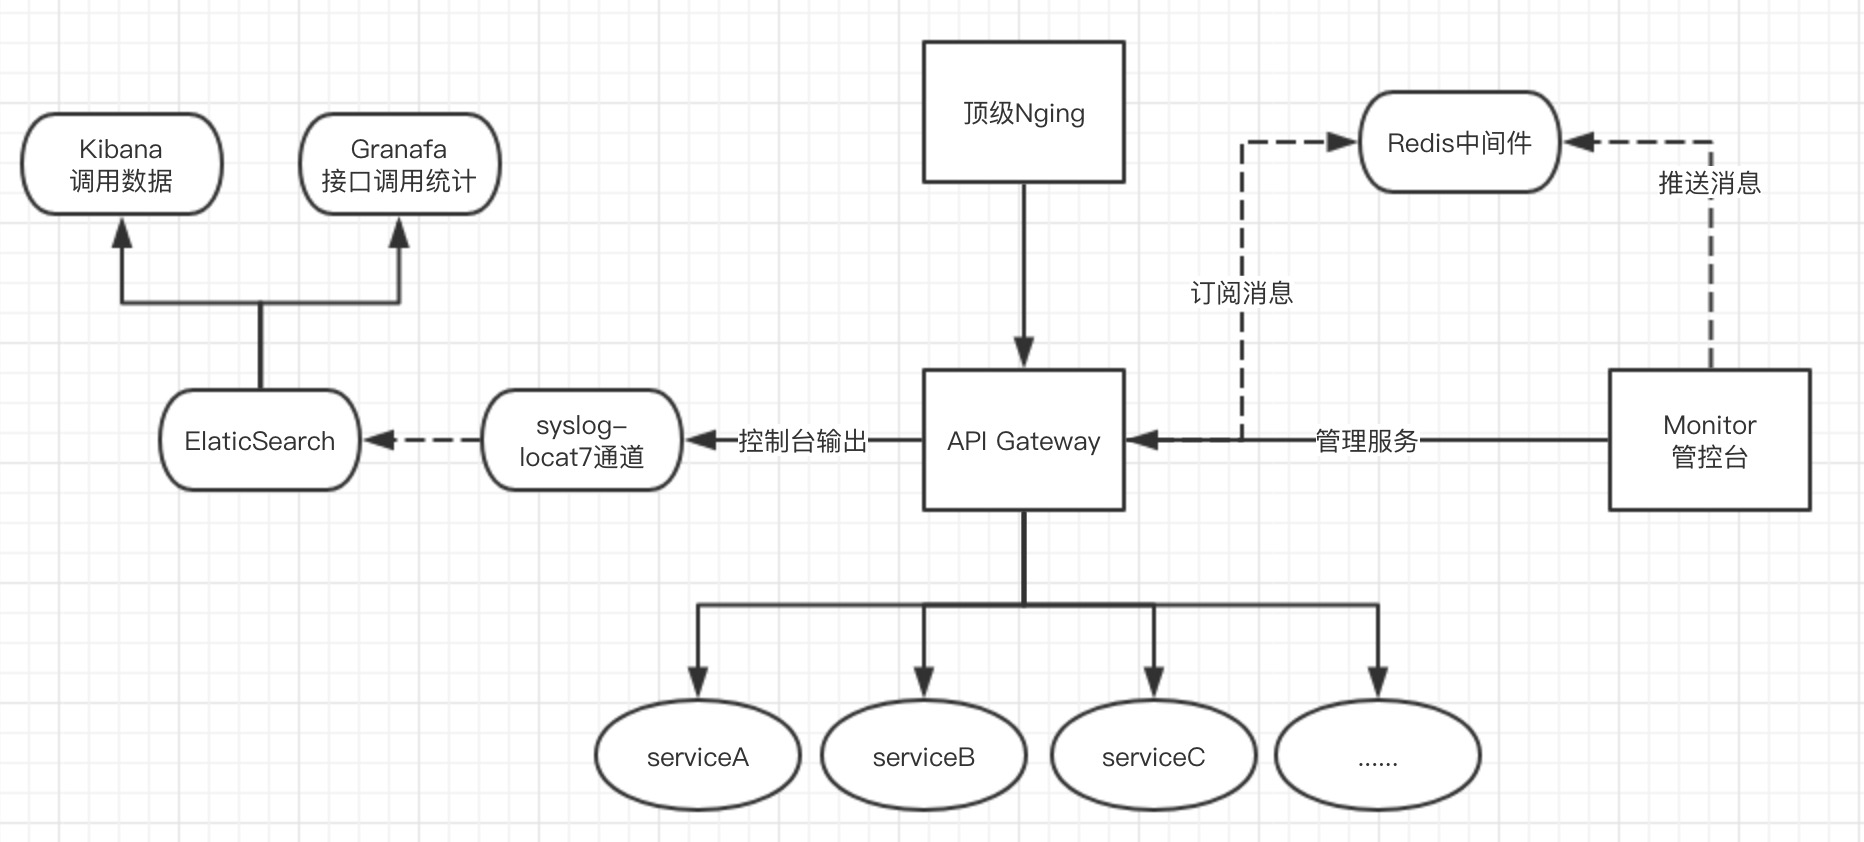 顶级Nging
Redis中间件
Kibana
调用数据
Granafa
接口调用统计
推送消息
订阅消息
ElaticSearch
syslog-
locat7通道
控制台输出
API Gateway
管理服务
Monitor
管控台
serviceA
serviceB
serviceC
......